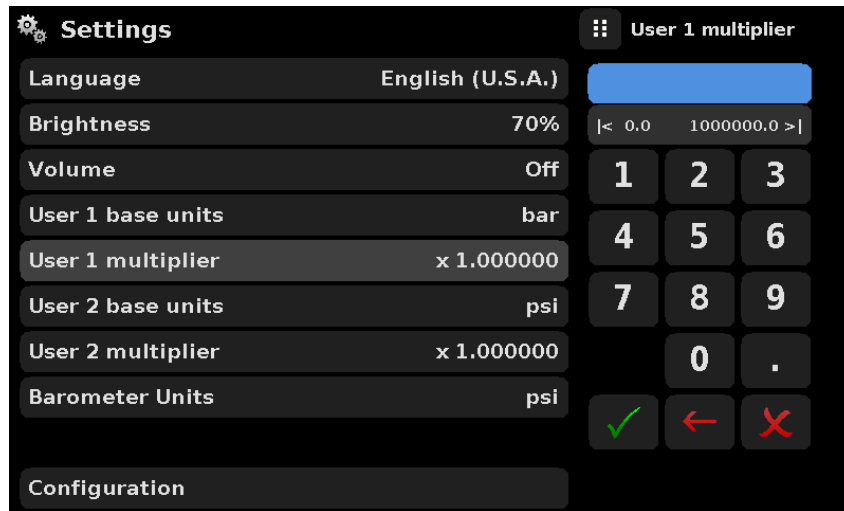 Settings
Language English (U.S.A.)
Brightness 70%
Volume Off
User 1 base units bar
User 1 multiplier x 1.000000
User 2 base units psi
User 2 multiplier x 1.000000
Barometer Units psi
Configuration
User 1 multiplier
|< 0.0 1000000.0 >|
1 2 3
4 5 6
7 8 9
0 .